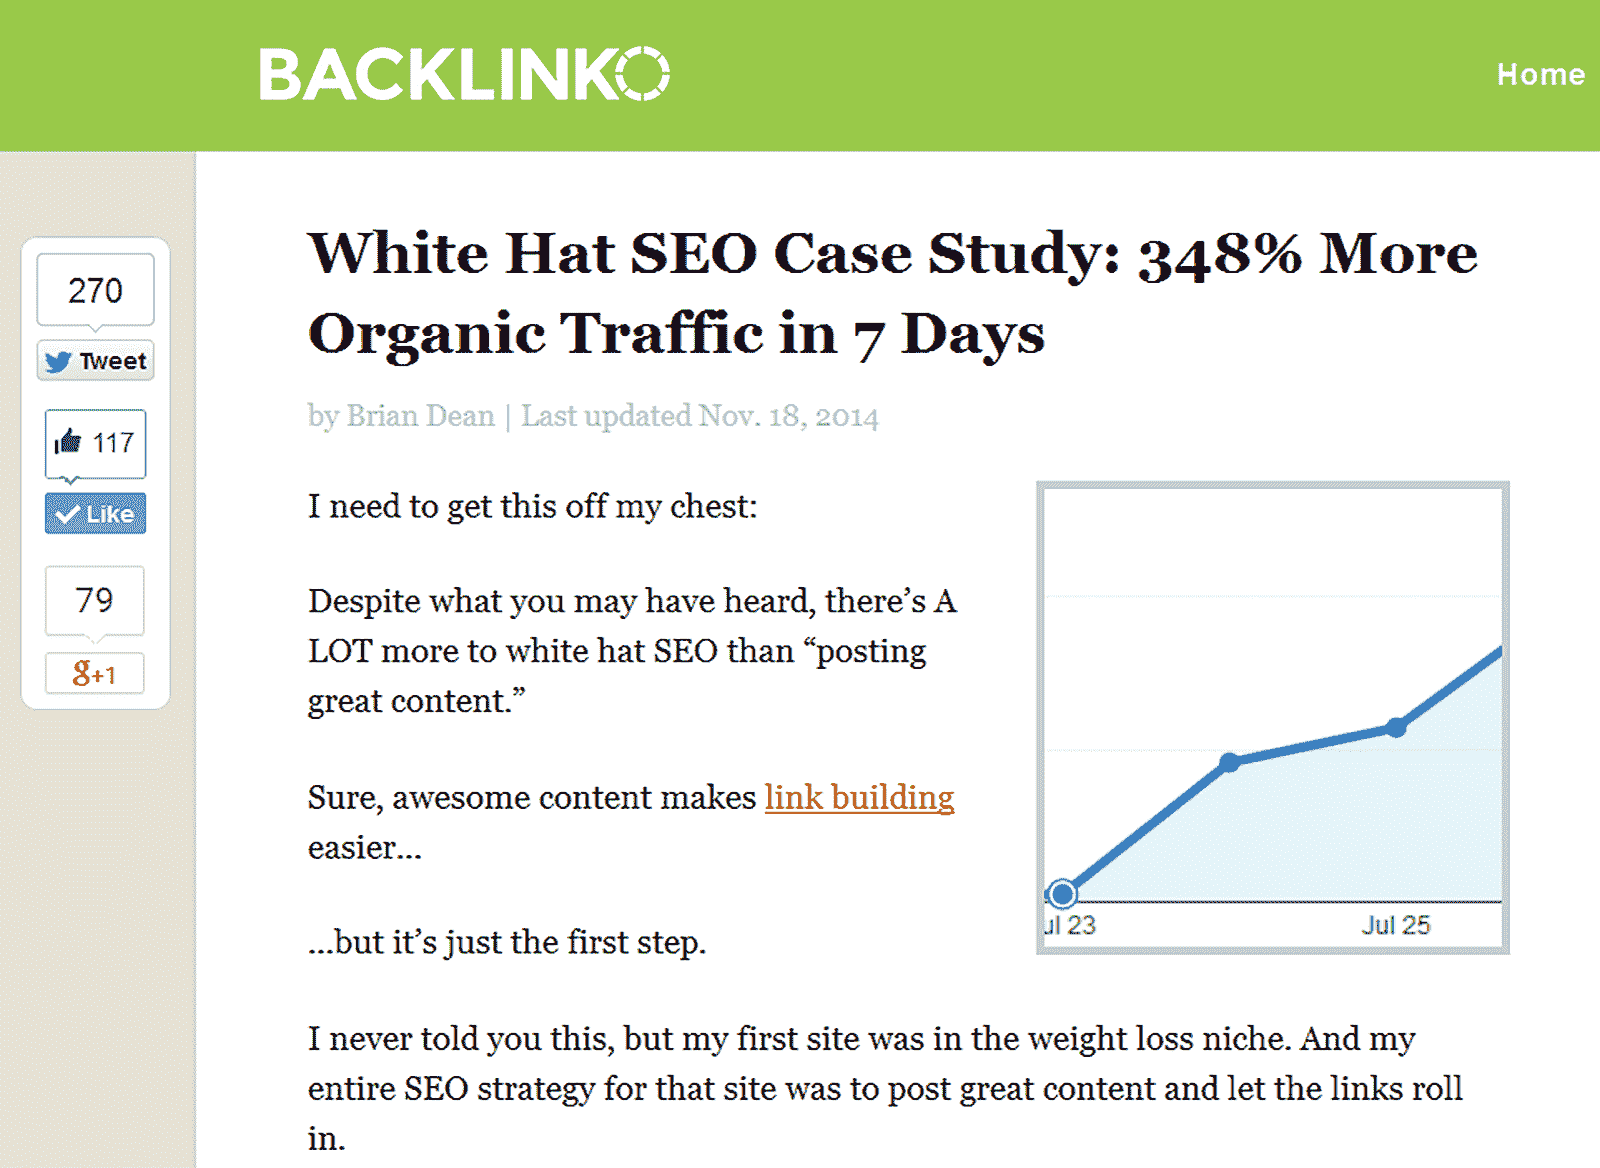 BACKLINKO
Home
270
Tweet
117
Like
79
g+1
White Hat SEO Case Study: 348% More
Organic Traffic in 7 Days
by Brian Dean | Last updated Nov. 18, 2014
I need to get this off my chest:
Despite what you may have heard, there’s A
LOT more to white hat SEO than “posting
great content.”
Sure, awesome content makes link building
easier...
...but it’s just the first step.
ul 23
Jul 25
I never told you this, but my first site was in the weight loss niche. And my
entire SEO strategy for that site was to post great content and let the links roll
in.